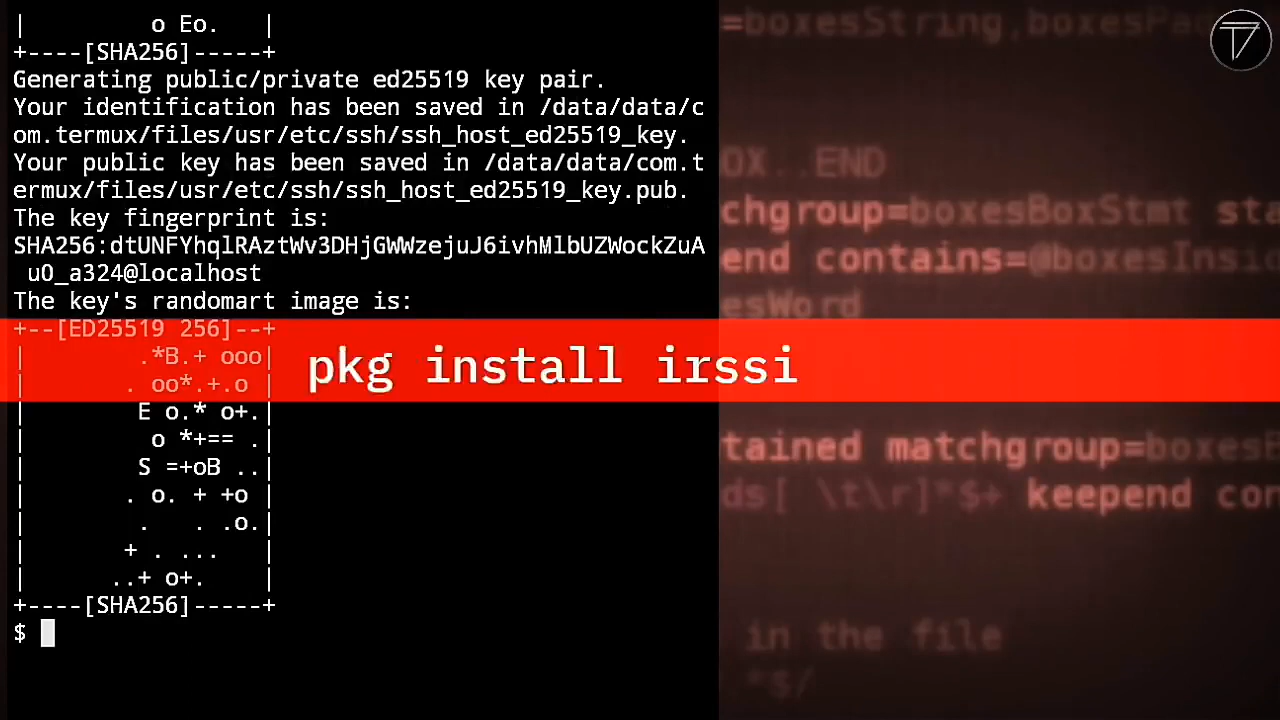 |         o Eo.   |
+----[SHA256]-----+
Generating public/private ed25519 key pair.
Your identification has been saved in /data/data/c
om.termux/files/usr/etc/ssh/ssh_host_ed25519_key.
Your public key has been saved in /data/data/com.t
ermux/files/usr/etc/ssh/ssh_host_ed25519_key.pub.
The key fingerprint is:
SHA256:dtUNFYhqlRAztWv3DHjGWWzejuJ6ivhMlbUZWockZuA
 u0_a324@localhost
The key's randomart image is:
+--[ED25519 256]--+
|        .*B.+ ooo|
|       . oo*.+.o |
|        E o.* o+.|
|         o *+== .|
|        S =+oB ..|
|       . o. + +o |
|        .   . .o.|
|       + . ...   |
|      ..+ o+.    |
+----[SHA256]-----+
$
pkg install irssi
=boxesString,boxesPa
OX..END
chgroup=boxesBoxStmt sta
end contains=@boxesInsid
esWord
tained matchgroup=boxesB
ds[ \t\r]*$+ keepend con
in the file
*$/